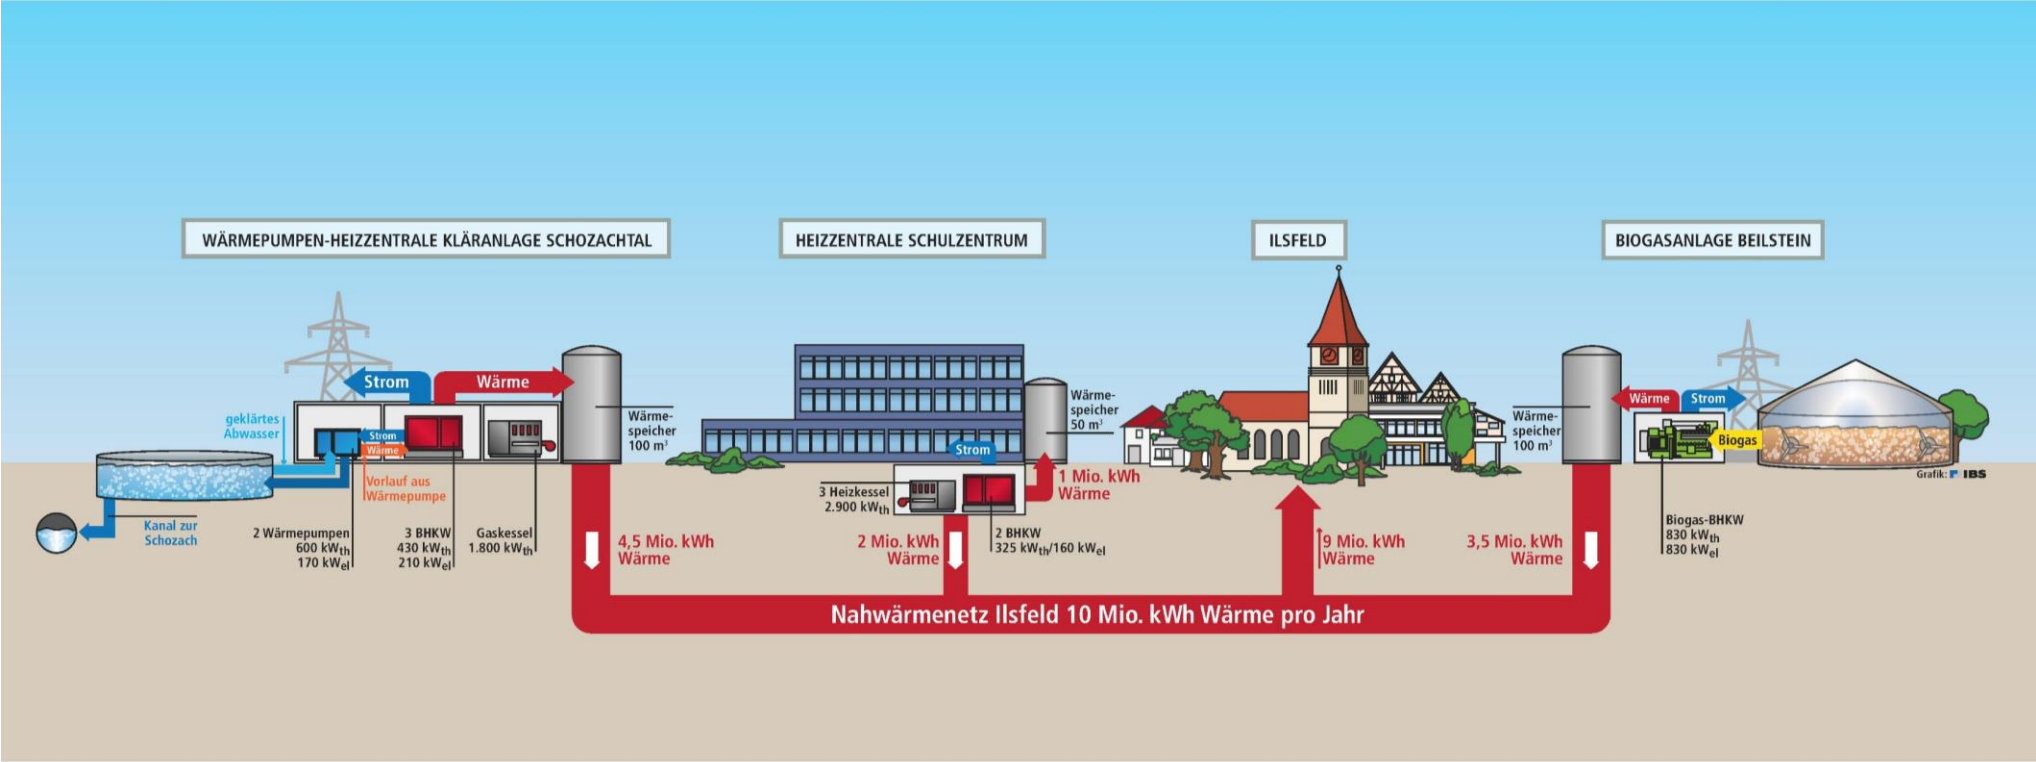 WÄRMEPUMPEN-HEIZZENTRALE KLÄRANLAGE SCHOZACHTAL
HEIZZENTRALE SCHULZENTRUM
ILSFELD
BIOGASANLAGE BEILSTEIN
Strom
Wärme
geklärtes
Abwasser
Strom
Wärme
Vorlauf aus
Wärmepumpe
Wärme-
speicher
100 m³
Kanal zur
Schozach
2 Wärmepumpen
600 kWth
170 kWel
3 BHKW
430 kWth
210 kWel
Gaskessel
1.800 kWth
4,5 Mio. kWh
Wärme
Wärme-
speicher
50 m³
Strom
3 Heizkessel
2.900 kWth
1 Mio. kWh
Wärme
2 Mio. kWh
Wärme
2 BHKW
325 kWth/160 kWel
9 Mio. kWh
Wärme
Wärme-
speicher
100 m³
Wärme
Strom
Biogas
Grafik: IBS
3,5 Mio. kWh
Wärme
Biogas-BHKW
830 kWth
830 kWel
Nahwärmenetz Ilsfeld 10 Mio. kWh Wärme pro Jahr